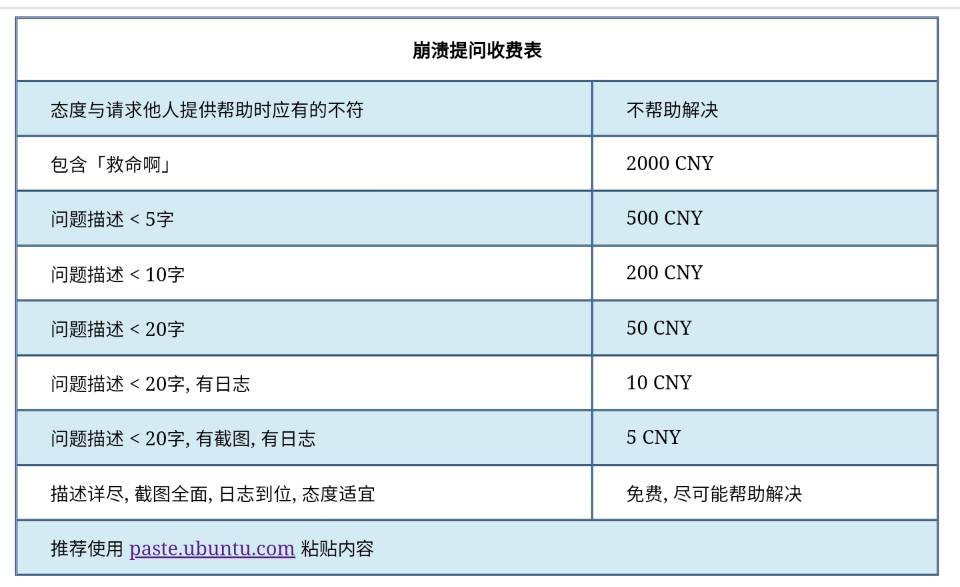 崩溃提问收费表
态度与请求他人提供帮助时应有的不符 不帮助解决
包含「救命啊」 2000 CNY
问题描述 < 5字 500 CNY
问题描述 < 10字 200 CNY
问题描述 < 20字 50 CNY
问题描述 < 20字, 有日志 10 CNY
问题描述 < 20字, 有截图, 有日志 5 CNY
描述详尽, 截图全面, 日志到位, 态度适宜 免费, 尽可能帮助解决
推荐使用 paste.ubuntu.com 粘贴内容